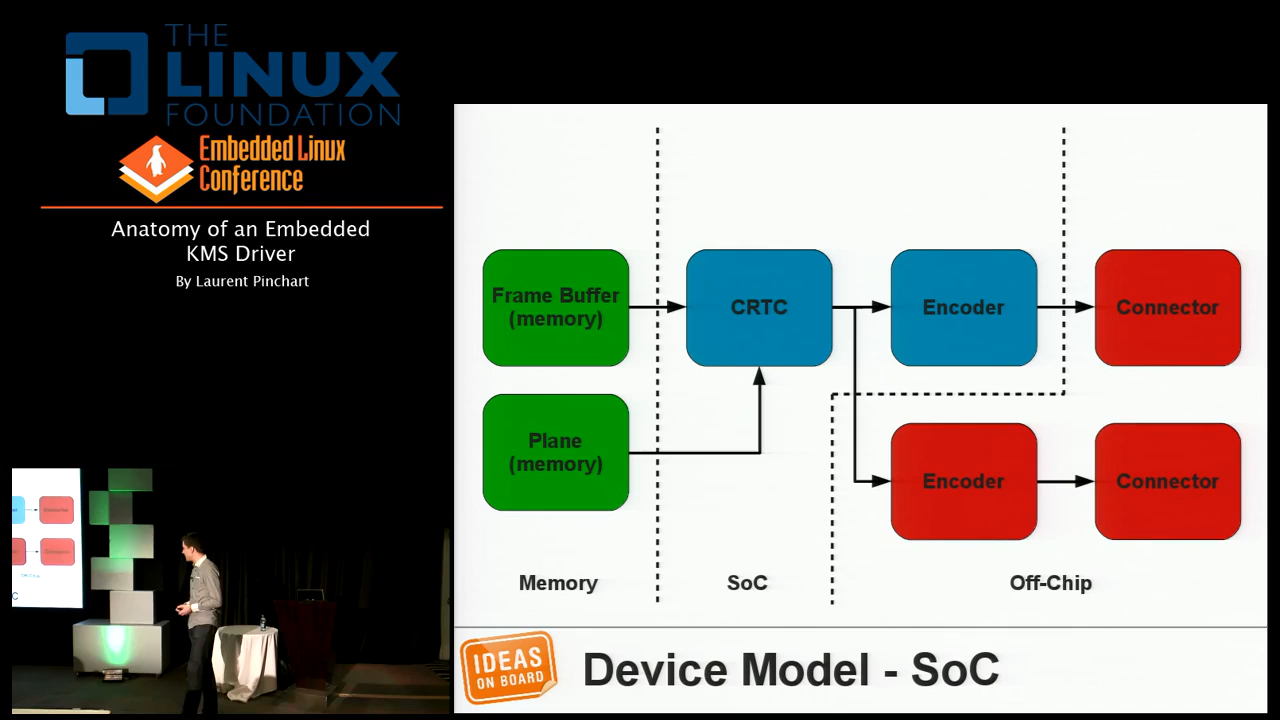 THE
LINUX
FOUNDATION
Embedded Linux
Conference
Anatomy of an Embedded
KMS Driver
By Laurent Pinchart
Frame Buffer
(memory)
CRTC
Encoder
Connector
Plane
(memory)
Encoder
Connector
Memory
SoC
Off-Chip
IDEAS
ON BOARD
Device Model - SoC